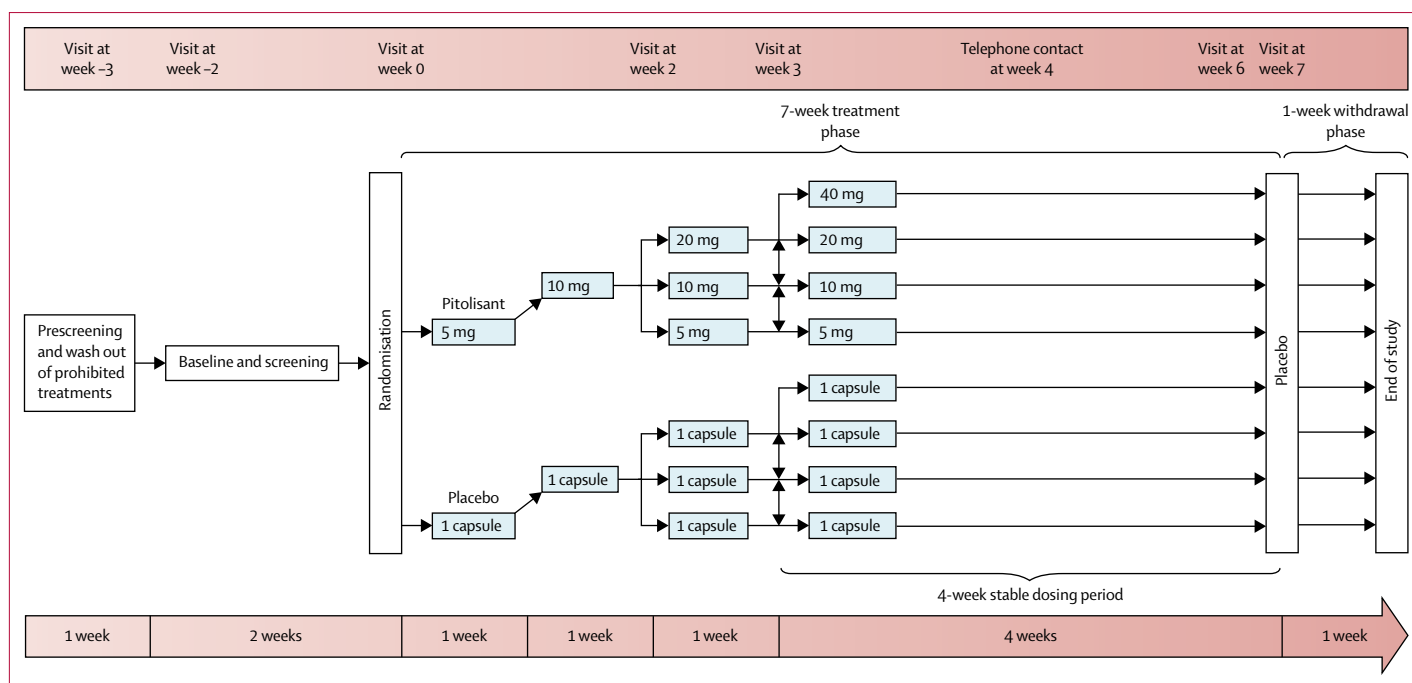 Visit at
week –3
Visit at
week –2
Visit at
week 0
Visit at
week 2
Visit at
week 3
Telephone contact
at week 4
Visit at
week 6
Visit at
week 7
7-week treatment
phase
1-week withdrawal
phase
40 mg
20 mg
20 mg
10 mg
10 mg
10 mg
Pitolisant
5 mg
5 mg
5 mg
Prescreening
and wash out
of prohibited
treatments
Baseline and screening
Randomisation
Placebo
End of study
1 capsule
1 capsule
1 capsule
1 capsule
1 capsule
1 capsule
Placebo
1 capsule
1 capsule
1 capsule
4-week stable dosing period
1 week
2 weeks
1 week
1 week
1 week
4 weeks
1 week